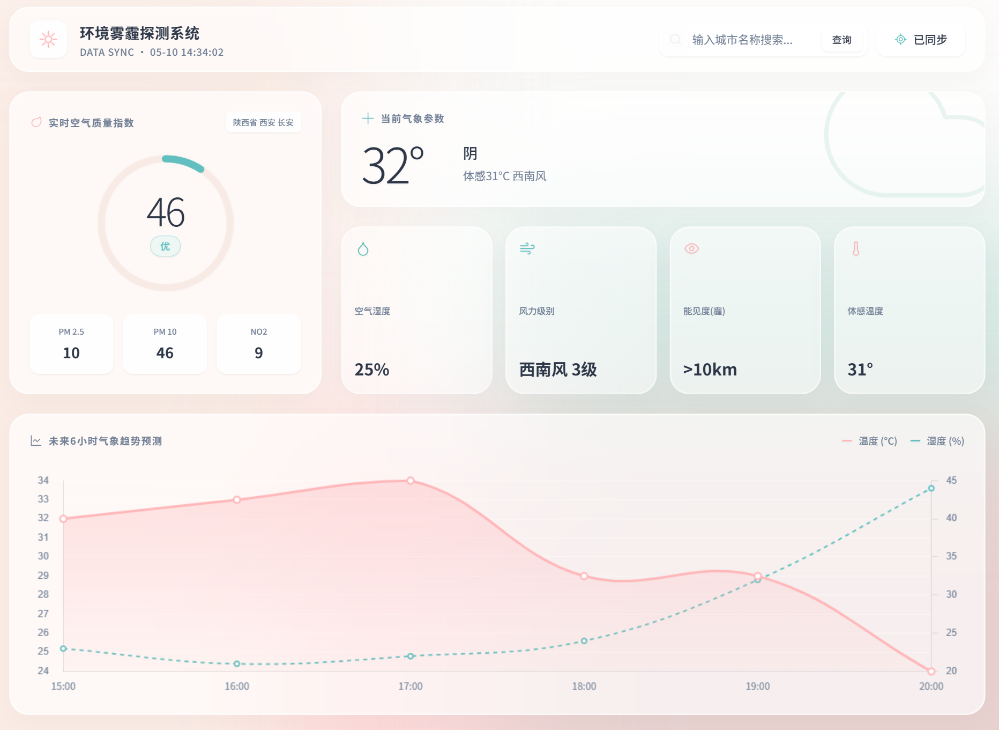 环境雾霾探测系统
DATA SYNC • 05-10 14:34:02
输入城市名称搜索...
查询
已同步
实时空气质量指数
陕西省 西安 长安
46
优
PM 2.5
10
PM 10
46
NO2
9
当前气象参数
32°
阴
体感31°C 西南风
空气湿度
25%
风力级别
西南风 3级
能见度(霾)
>10km
体感温度
31°
未来6小时气象趋势预测
温度 (°C)
湿度 (%)
34
33
32
31
30
29
28
27
26
25
24
45
40
35
30
25
20
15:00
16:00
17:00
18:00
19:00
20:00